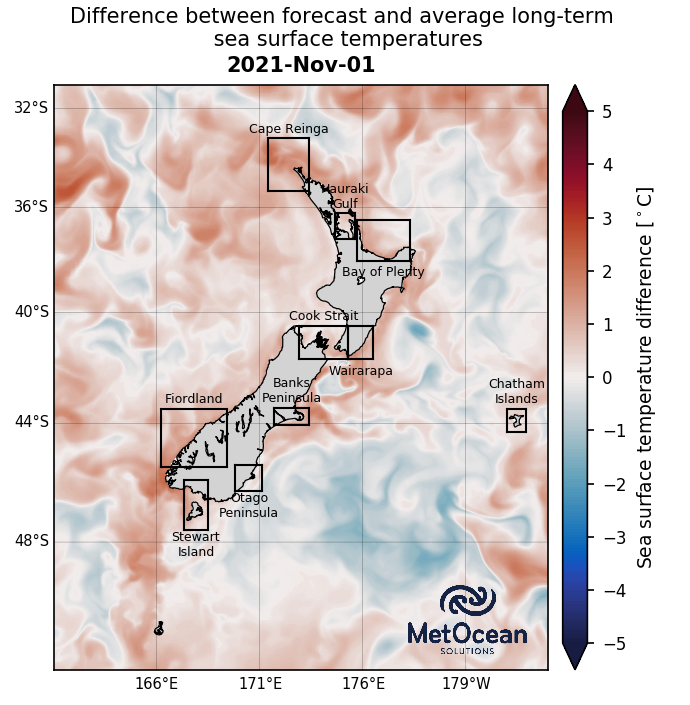 Difference between forecast and average long-term
sea surface temperatures
2021-Nov-01
32°S
36°S
40°S
44°S
48°S
Cape Reinga
Hauraki
Gulf
Bay of Plenty
Cook Strait
Wairarapa
Banks
Peninsula
Fiordland
Chatham
Islands
Otago
Peninsula
Stewart
Island
MetOcean
SOLUTIONS
166°E
171°E
176°E
179°W
5
4
3
2
1
0
−1
−2
−3
−4
−5
Sea surface temperature difference [°C]